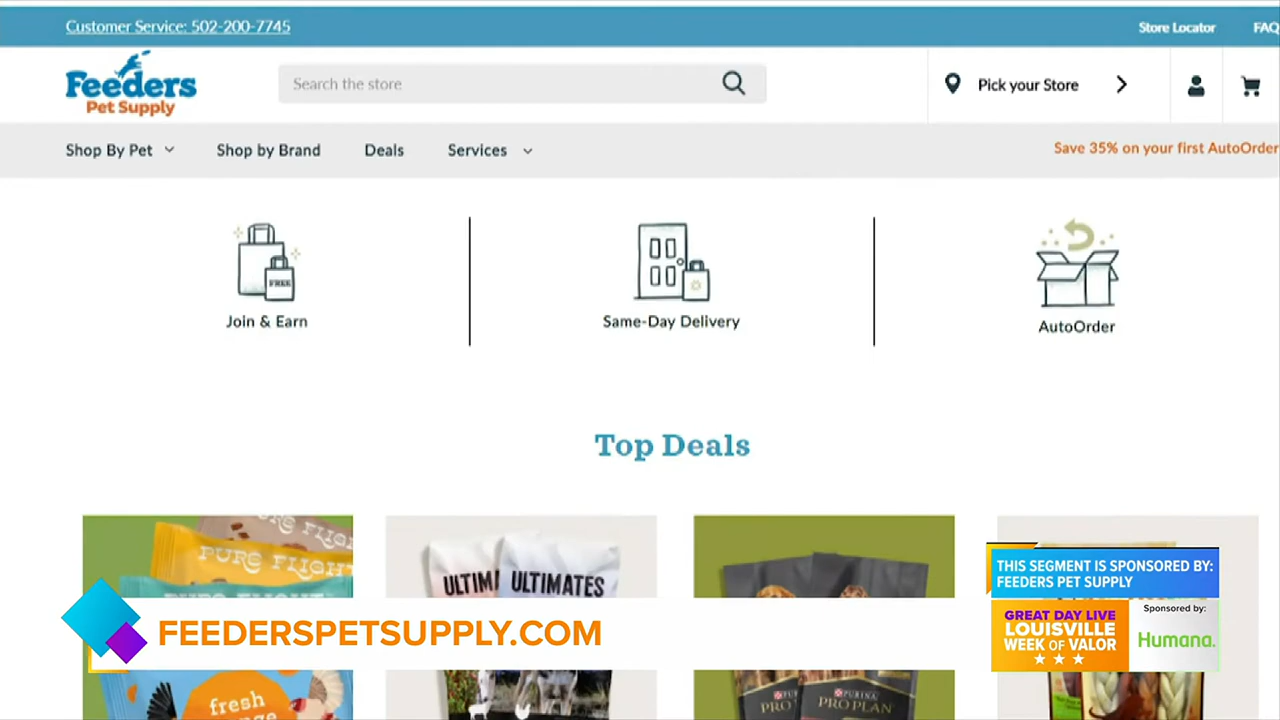 Customer Service: 502-200-7745
Store Locator
FAQ
Feeders
Pet Supply
Search the store
Pick your Store
Shop By Pet
Shop by Brand
Deals
Services
Save 35% on your first AutoOrder
FREE
Join & Earn
Same-Day Delivery
AutoOrder
Top Deals
PURE FLIGHT
PURE FLIGHT
ULTIMATES
THIS SEGMENT IS SPONSORED BY:
FEEDERS PET SUPPLY
GREAT DAY LIVE
LOUISVILLE
WEEK OF VALOR
Sponsored by:
Humana.
FEEDERSPETSUPPLY.COM
fresh
PURINA
PRO PLAN